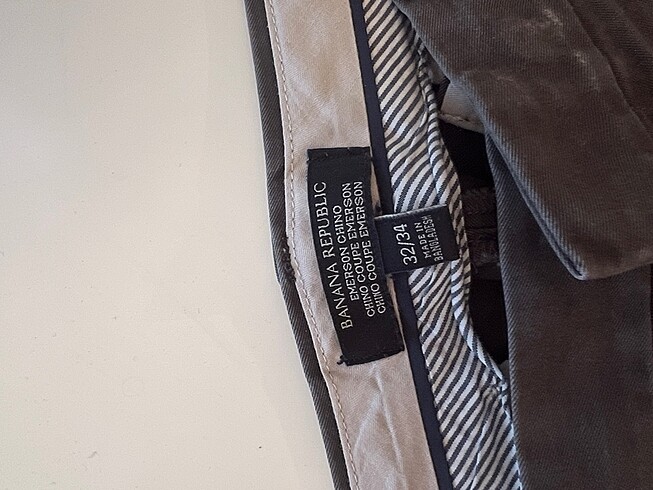 BANANA REPUBLIC
EMERSON CHINO
CHINO COUPE EMERSON
CHINO COUPE EMERSON
32/34
MADE IN
BANGLADESH